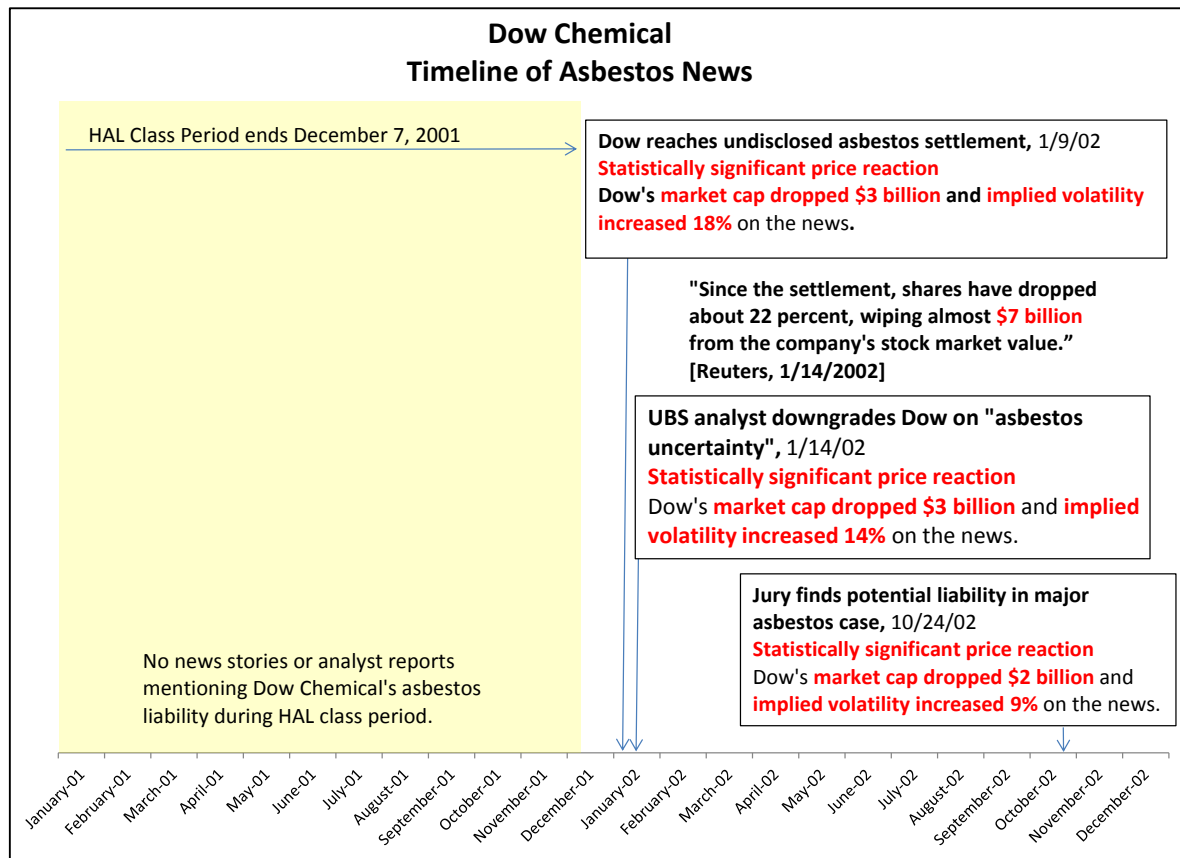 Dow Chemical
Timeline of Asbestos News
HAL Class Period ends December 7, 2001
Dow reaches undisclosed asbestos settlement, 1/9/02
Statistically significant price reaction
Dow's market cap dropped $3 billion and implied volatility
increased 18% on the news.
"Since the settlement, shares have dropped
about 22 percent, wiping almost $7 billion
from the company's stock market value.”
[Reuters, 1/14/2002]
UBS analyst downgrades Dow on "asbestos
uncertainty", 1/14/02
Statistically significant price reaction
Dow's market cap dropped $3 billion and implied
volatility increased 14% on the news.
Jury finds potential liability in major
asbestos case, 10/24/02
Statistically significant price reaction
Dow's market cap dropped $2 billion and
implied volatility increased 9% on the news.
No news stories or analyst reports
mentioning Dow Chemical's asbestos
liability during HAL class period.
January-01
February-01
March-01
April-01
May-01
June-01
July-01
August-01
September-01
October-01
November-01
December-01
January-02
February-02
March-02
April-02
May-02
June-02
July-02
August-02
September-02
October-02
November-02
December-02